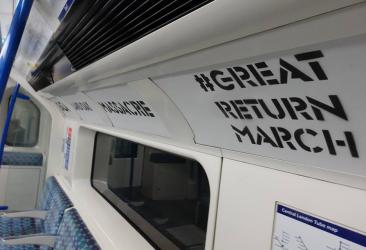 MASSACRE
#GREAT
RETURN
MARCH
Central London Tube map